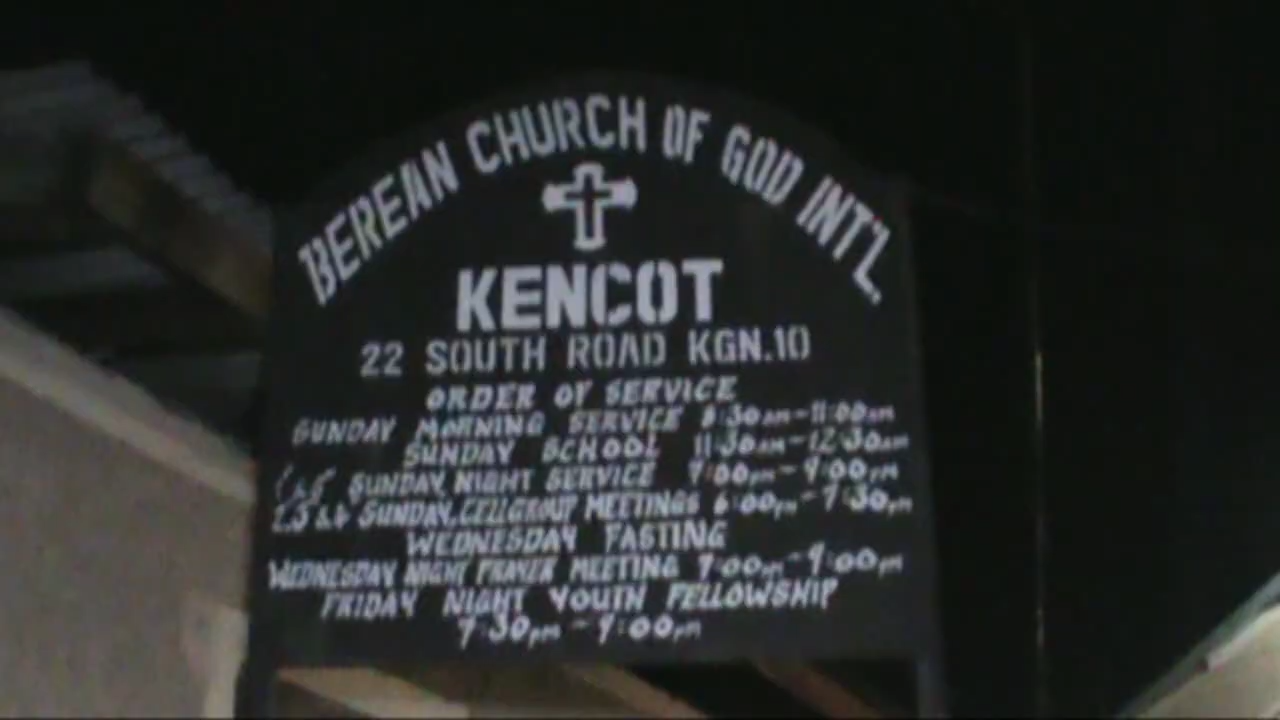 BEREAN CHURCH OF GOD INT'L.
KENCOT
22 SOUTH ROAD KGN.10
ORDER OF SERVICE
SUNDAY MORNING SERVICE 8:30am-11:00am
SUNDAY SCHOOL 11:30am-12:30am
SUNDAY NIGHT SERVICE 7:00pm-9:00pm
SUNDAY, CELLGROUP MEETINGS 6:00pm-7:30pm
WEDNESDAY FASTING
WEDNESDAY NIGHT PRAYER MEETING 7:00pm-9:00pm
FRIDAY NIGHT YOUTH FELLOWSHIP
7:30pm-9:00pm